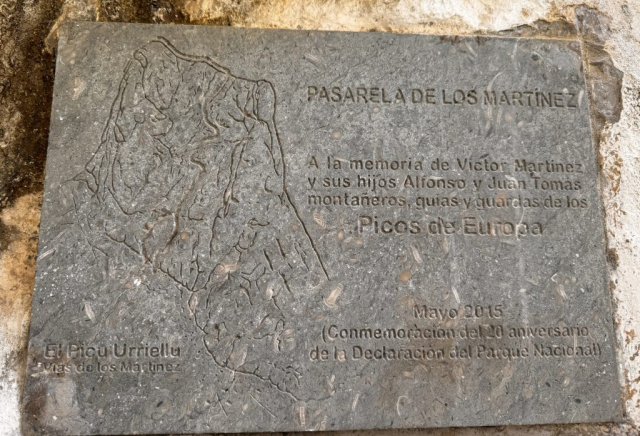 PASARELA DE LOS MARTÍNEZ
A la memoria de Víctor Martínez
y sus hijos Alfonso y Juan Tomás
montañeros, guías y guardas de los
Picos de Europa
Mayo 2015
(Conmemoración del 20 aniversario
de la Declaración del Parque Nacional)
El Picu Urriellu
"Vías de los Martínez"